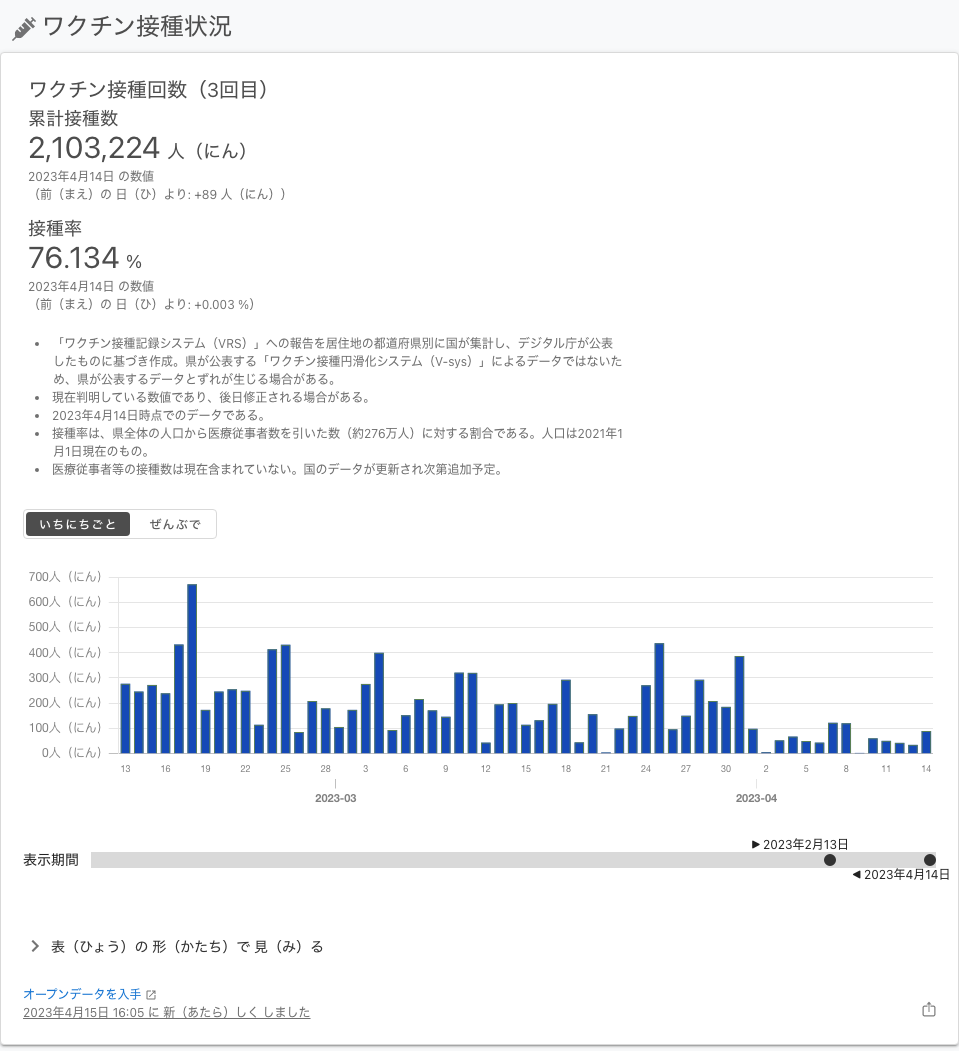 ワクチン接種状況
ワクチン接種回数（3回目）
累計接種数
2,103,224 人（にん）
2023年4月14日 の数値
（前（まえ）の 日（ひ）より: +89 人（にん））
接種率
76.134 %
2023年4月14日 の数値
（前（まえ）の 日（ひ）より: +0.003 %）
• 「ワクチン接種記録システム（VRS）」への報告を居住地の都道府県別に国が集計し、デジタル庁が公表
したものに基づき作成。県が公表する「ワクチン接種円滑化システム（V-sys）」によるデータではないた
め、県が公表するデータとずれが生じる場合がある。
• 現在判明している数値であり、後日修正される場合がある。
• 2023年4月14日時点でのデータである。
• 接種率は、県全体の人口から医療従事者数を引いた数（約276万人）に対する割合である。人口は2021年1
月1日現在のもの。
• 医療従事者等の接種数は現在含まれていない。国のデータが更新され次第追加予定。
いちにちごと ぜんぶで
700人（にん）
600人（にん）
500人（にん）
400人（にん）
300人（にん）
200人（にん）
100人（にん）
0人（にん）
13 16 19 22 25 28 3 6 9 12 15 18 21 24 27 30 2 5 8 11 14
2023-03 2023-04
▶ 2023年2月13日
表示期間
◀ 2023年4月14日
表（ひょう）の 形（かたち）で 見（み）る
オープンデータを入手
2023年4月15日 16:05 に 新（あたら）しく しました